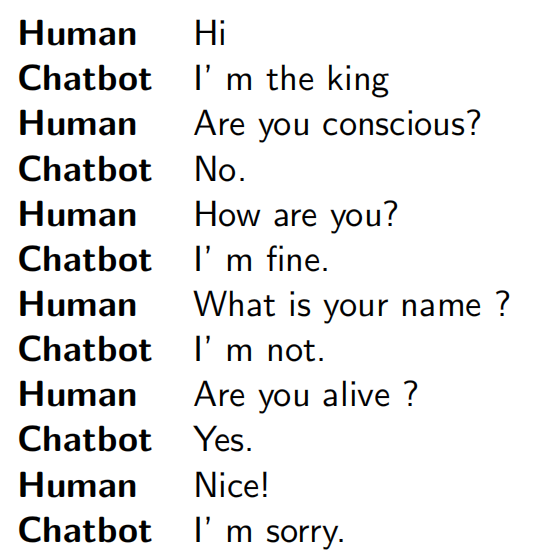 Human Hi
Chatbot I’ m the king
Human Are you conscious?
Chatbot No.
Human How are you?
Chatbot I’ m fine.
Human What is your name ?
Chatbot I’ m not.
Human Are you alive ?
Chatbot Yes.
Human Nice!
Chatbot I’ m sorry.